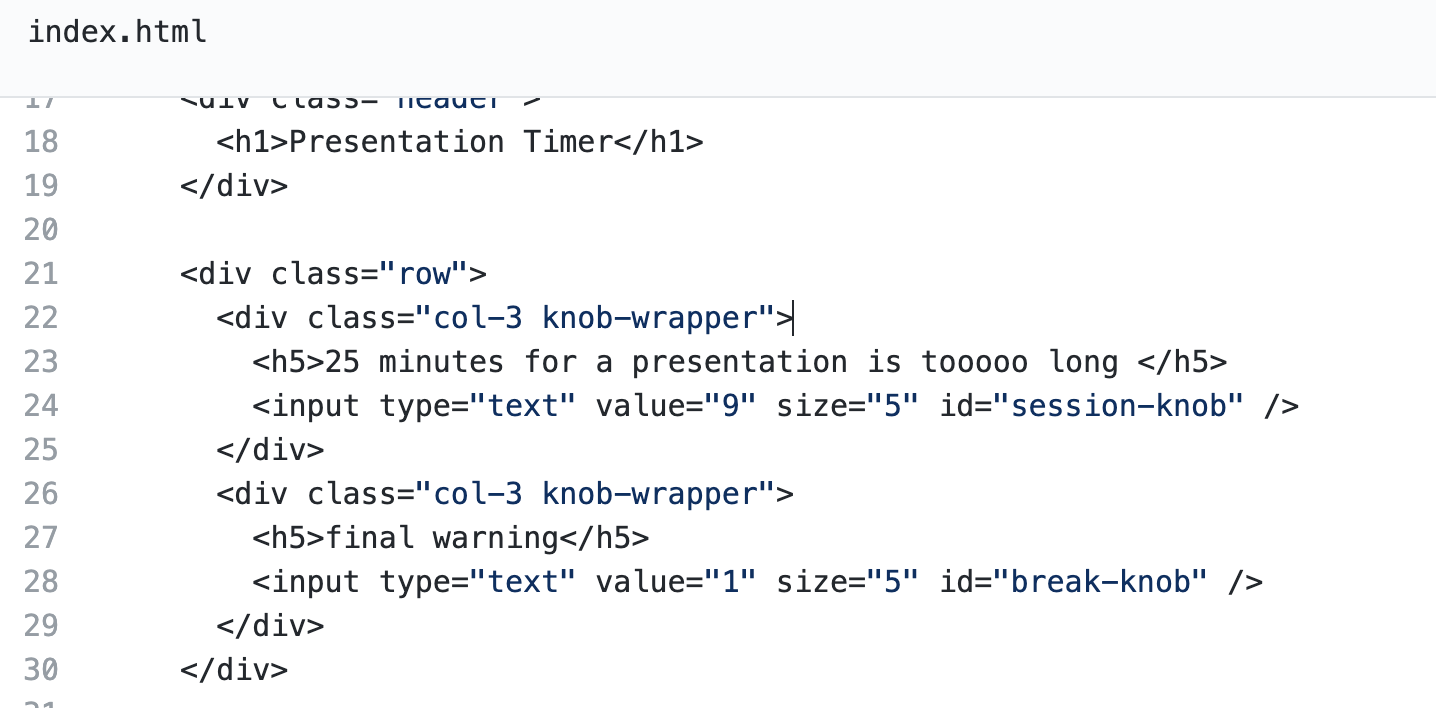 index.html
17 <div class="header">
18 <h1>Presentation Timer</h1>
19 </div>
20
21 <div class="row">
22 <div class="col-3 knob-wrapper">
23 <h5>25 minutes for a presentation is tooooo long </h5>
24 <input type="text" value="9" size="5" id="session-knob" />
25 </div>
26 <div class="col-3 knob-wrapper">
27 <h5>final warning</h5>
28 <input type="text" value="1" size="5" id="break-knob" />
29 </div>
30 </div>
31